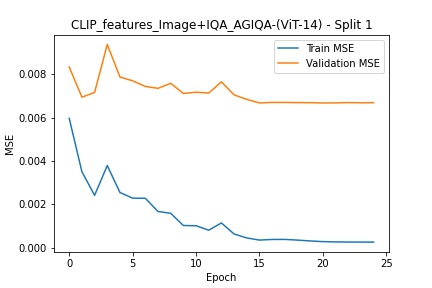 CLIP_features_Image+IQA_AGIQA-(ViT-14) - Split 1
Train MSE
Validation MSE
MSE
0.008
0.006
0.004
0.002
0.000
0 5 10 15 20 25
Epoch